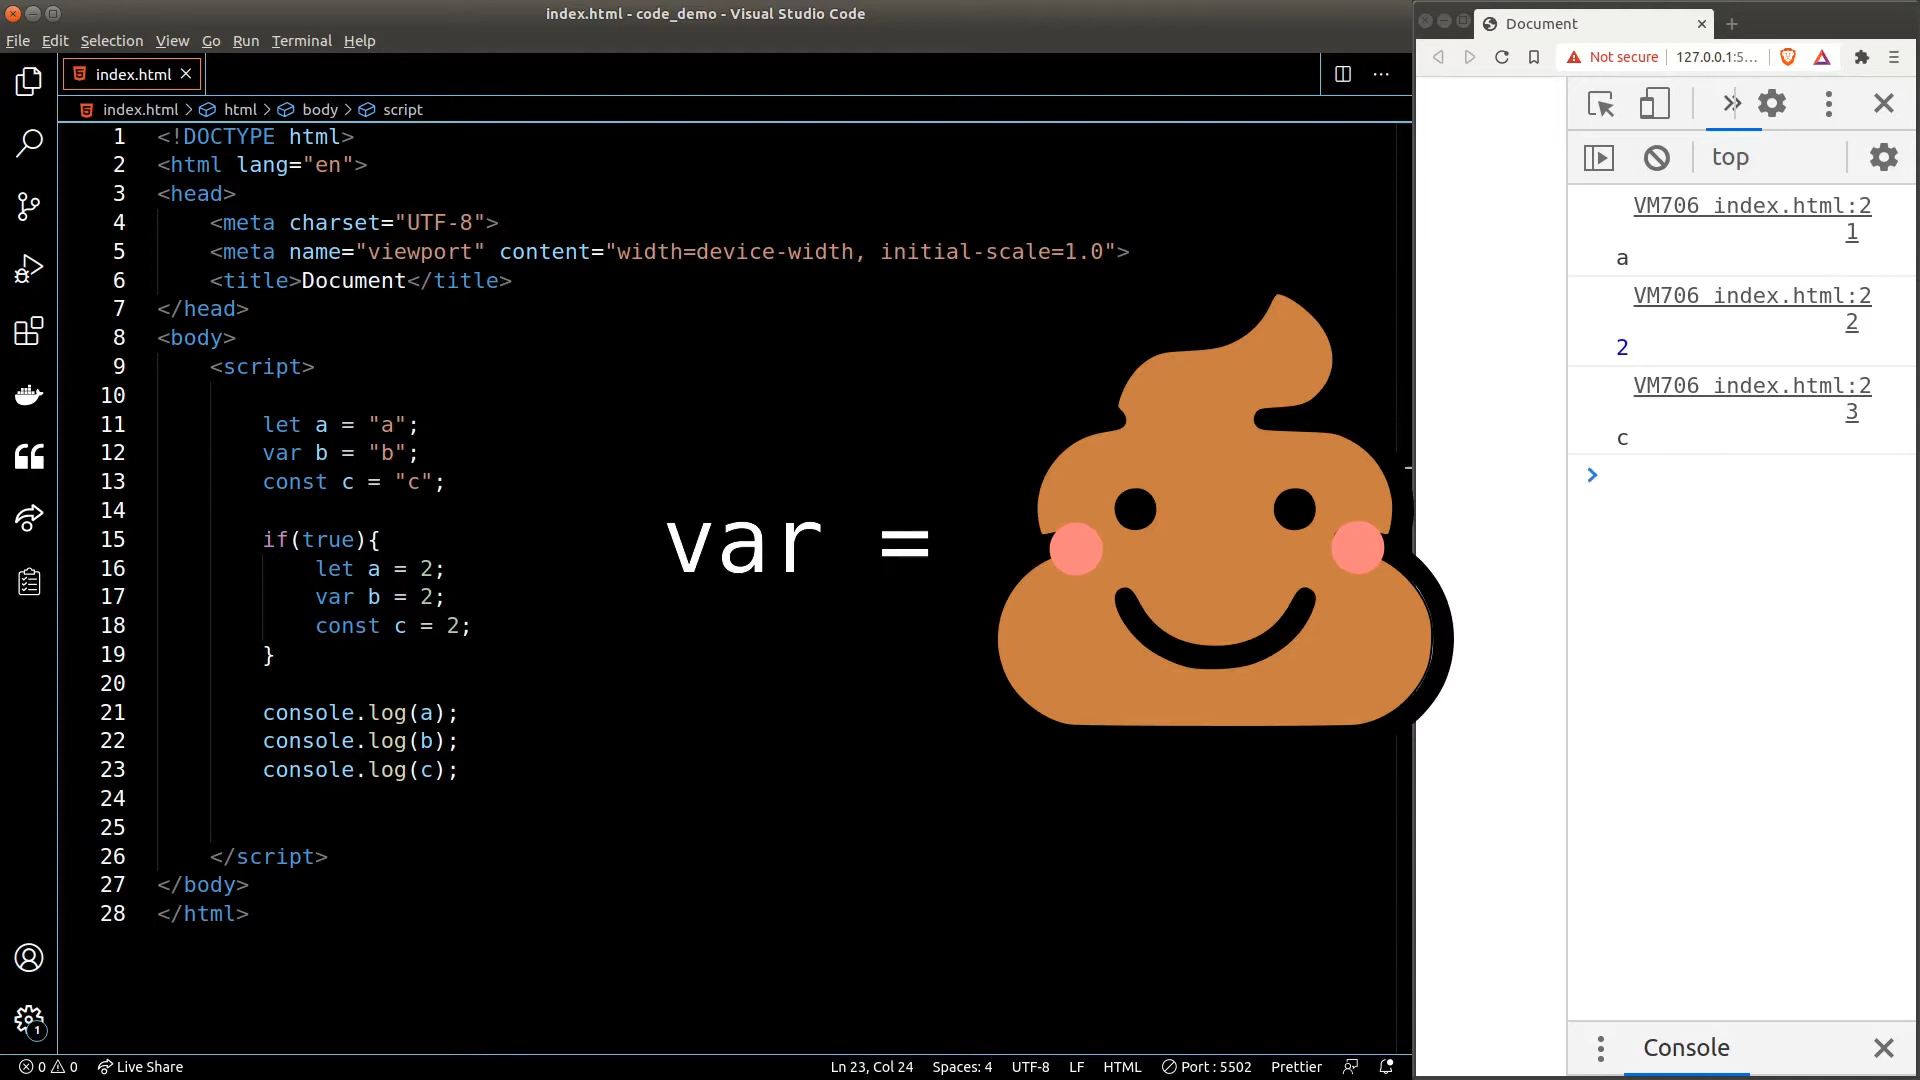 index.html - code_demo - Visual Studio Code
File Edit Selection View Go Run Terminal Help
index.html
index.html > html > body > script
1 <!DOCTYPE html>
2 <html lang="en">
3 <head>
4 <meta charset="UTF-8">
5 <meta name="viewport" content="width=device-width, initial-scale=1.0">
6 <title>Document</title>
7 </head>
8 <body>
9 <script>
10
11 let a = "a";
12 var b = "b";
13 const c = "c";
14
15 if(true){
16 let a = 2;
17 var b = 2;
18 const c = 2;
19 }
20
21 console.log(a);
22 console.log(b);
23 console.log(c);
24
25
26 </script>
27 </body>
28 </html>
var =
0 0 Live Share
Ln 23, Col 24 Spaces: 4 UTF-8 LF HTML Port : 5502 Prettier
1
Document
Not secure 127.0.0.1:5...
top
VM706 index.html:2
1
a
VM706 index.html:2
2
2
VM706 index.html:2
3
c
Console